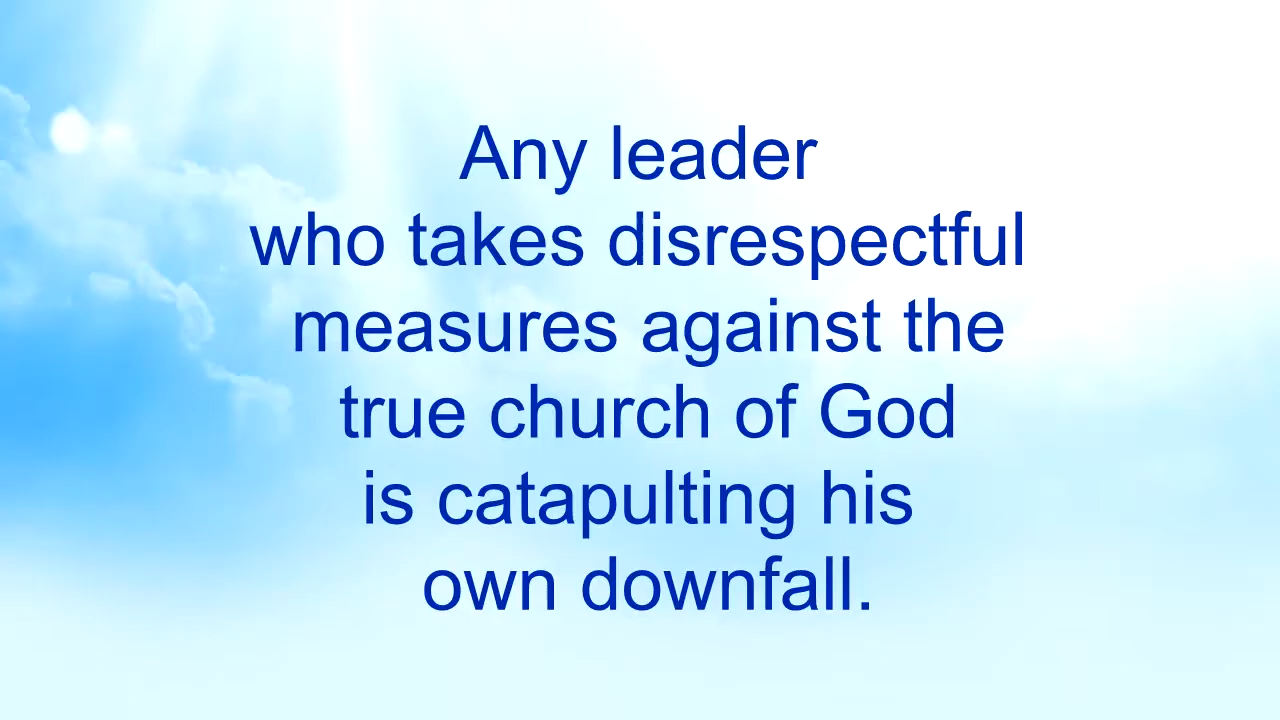 Any leader
who takes disrespectful
measures against the
true church of God
is catapulting his
own downfall.